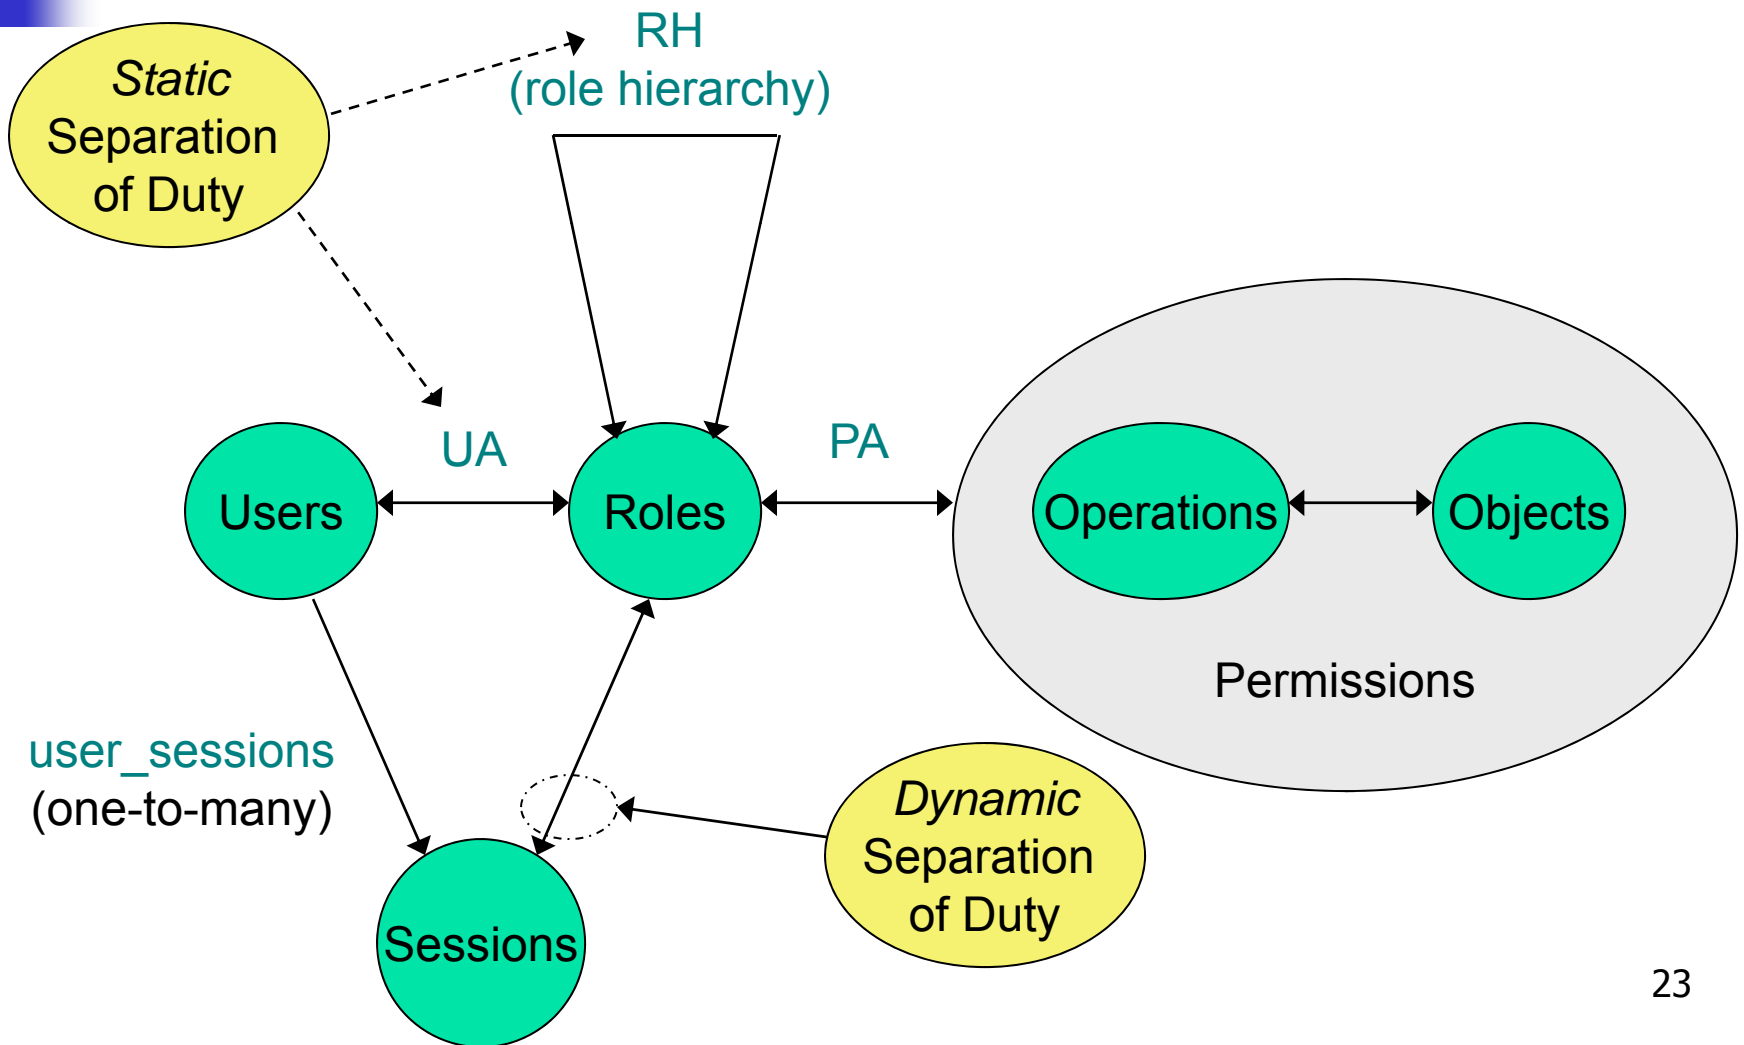 RH
(role hierarchy)
Static
Separation
of Duty
UA
PA
Users
Roles
Operations
Objects
Permissions
user_sessions
(one-to-many)
Dynamic
Separation
of Duty
Sessions
23